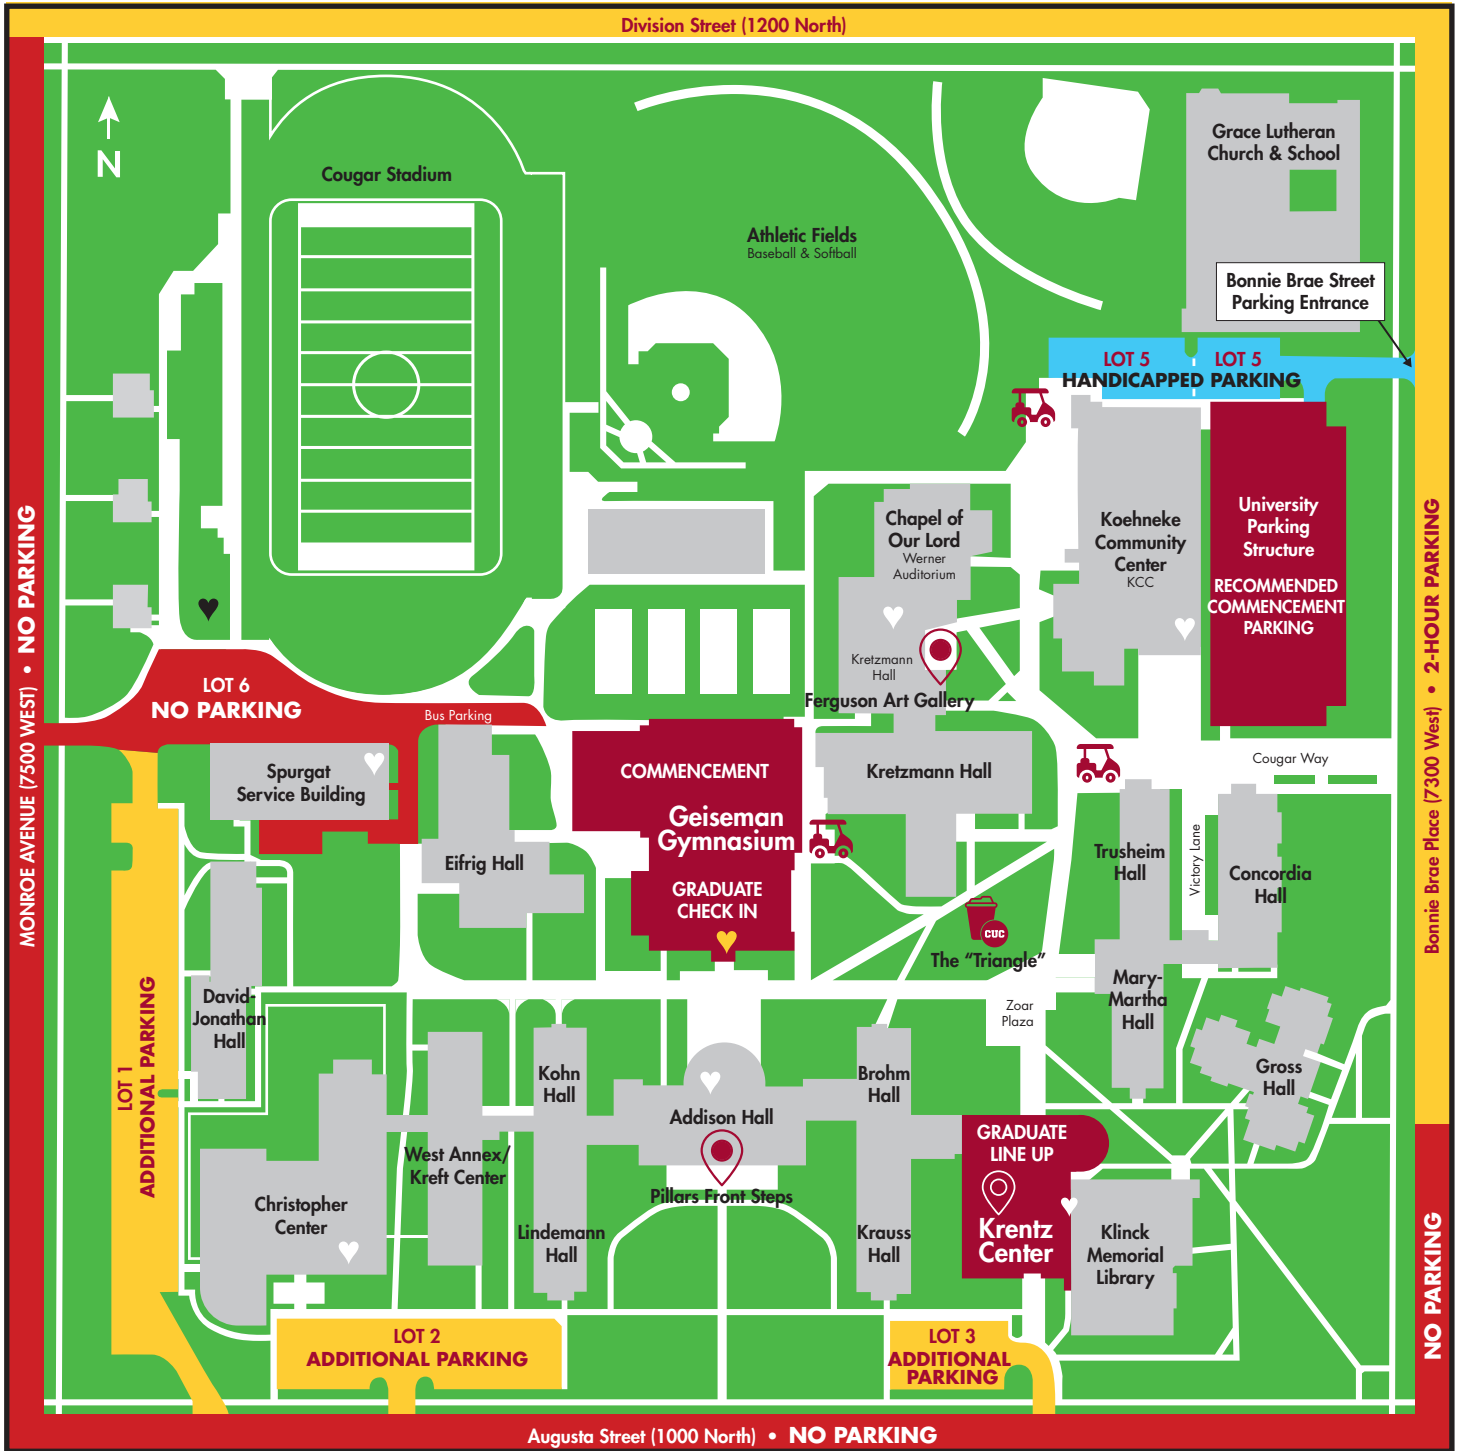 Division Street (1200 North)
N
Cougar Stadium
Athletic Fields
Baseball & Softball
Grace Lutheran
Church & School
Bonnie Brae Street
Parking Entrance
LOT 5
LOT 5
HANDICAPPED PARKING
University
Parking
Structure
RECOMMENDED
COMMENCEMENT
PARKING
Koehneke
Community
Center
KCC
Chapel of
Our Lord
Werner
Auditorium
Kretzmann
Hall
Ferguson Art Gallery
LOT 6
NO PARKING
Bus Parking
Spurgat
Service Building
Eifrig Hall
COMMENCEMENT
Geiseman
Gymnasium
GRADUATE
CHECK IN
Kretzmann Hall
Cougar Way
Trusheim
Hall
Victory Lane
Concordia
Hall
CUC
The “Triangle”
Zoar
Plaza
Mary-
Martha
Hall
Gross
Hall
David-
Jonathan
Hall
LOT 1
ADDITIONAL PARKING
Kohn
Hall
Addison Hall
Brohm
Hall
West Annex/
Kreft Center
Christopher
Center
Pillars Front Steps
Lindemann
Hall
Krauss
Hall
GRADUATE
LINE UP
Krentz
Center
Klinck
Memorial
Library
LOT 2
ADDITIONAL PARKING
LOT 3
ADDITIONAL
PARKING
MONROE AVENUE (7500 WEST) • NO PARKING
Bonnie Brae Place (7300 West) • 2-HOUR PARKING
NO PARKING
Augusta Street (1000 North) • NO PARKING